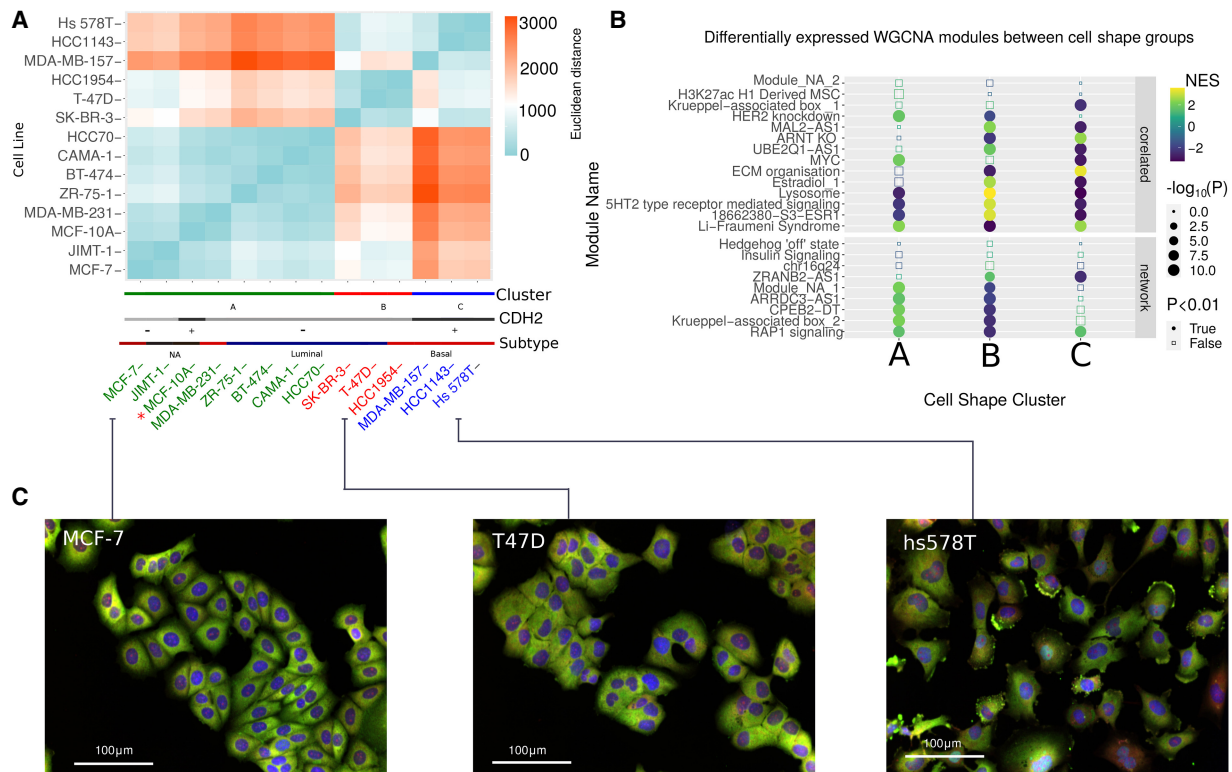 A
Cell Line
Hs 578T
HCC1143
MDA-MB-157
HCC1954
T-47D
SK-BR-3
HCC70
CAMA-1
BT-474
ZR-75-1
MDA-MB-231
MCF-10A
JIMT-1
MCF-7
3000
2000
1000
0
Euclidean distance
Cluster
A B C
CDH2
- + - +
Subtype
NA Luminal Basal
MCF-7
JIMT-1
* MCF-10A
MDA-MB-231
ZR-75-1
BT-474
CAMA-1
HCC70
SK-BR-3
T-47D
HCC1954
MDA-MB-157
HCC1143
Hs 578T
B
Differentially expressed WGCNA modules between cell shape groups
Module Name
Module_NA_2
H3K27ac H1 Derived MSC
Krueppel-associated box_1
HER2 knockdown
MAL2-AS1
ARNT KO
UBE2Q1-AS1
MYC
ECM organisation
Estradiol_1
Lysosome
5HT2 type receptor mediated signaling
18662380-S3-ESR1
Li-Fraumeni Syndrome
corelated
Hedgehog 'off' state
Insulin Signaling
chr16q24
ZRANB2-AS1
Module_NA_1
ARRDC3-AS1
CPEB2-DT
Krueppel-associated box_2
RAP1 signaling
network
A B C
Cell Shape Cluster
NES
2
0
-2
-log10(P)
0.0
2.5
5.0
7.5
10.0
P<0.01
True
False
C
MCF-7
100μm
T47D
100μm
hs578T
100μm